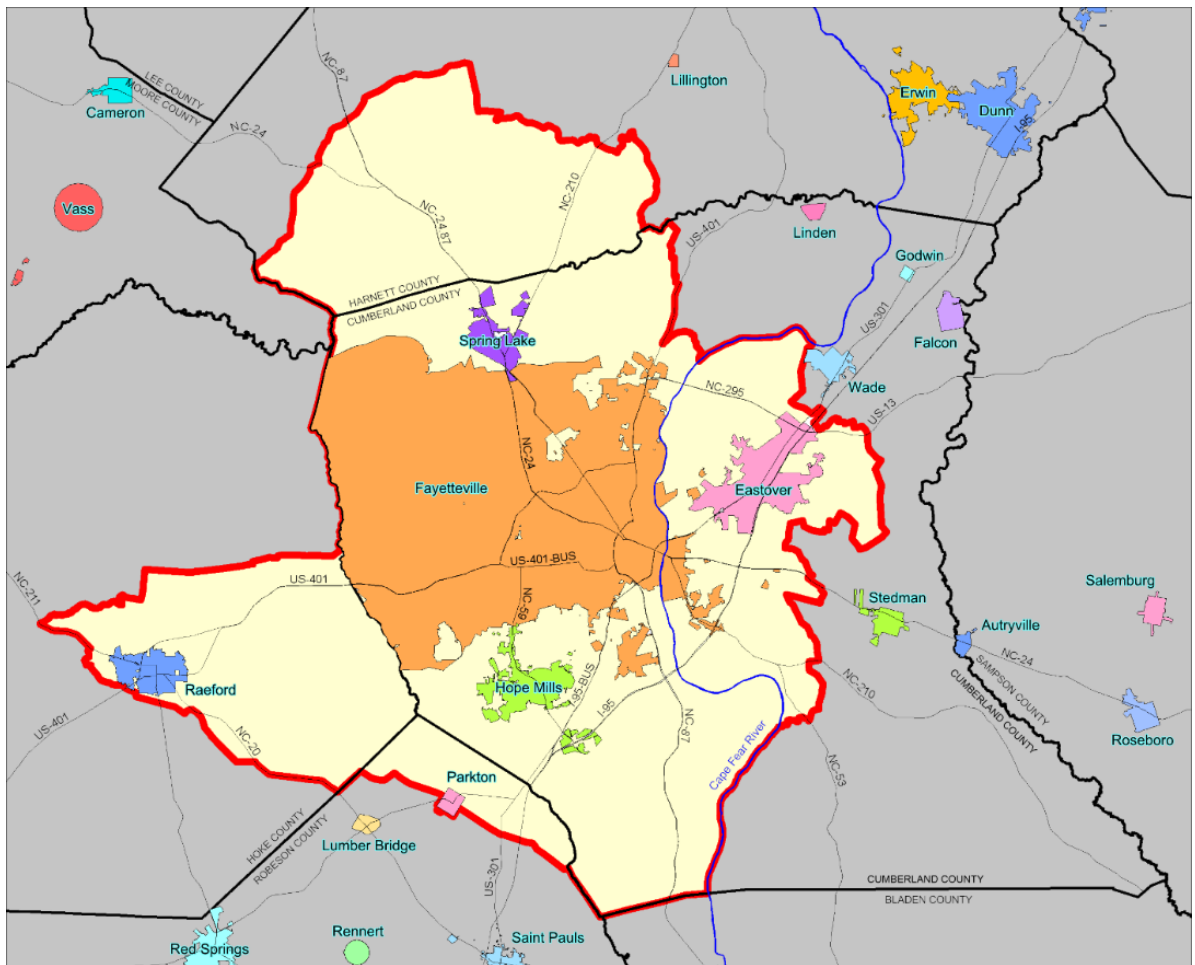 NC-87
LEE COUNTY
MOORE COUNTY
Cameron
NC-24
Lillington
Erwin
Dunn
I-95
Vass
NC-210
NC-24.87
US-401
Linden
Godwin
HARNETT COUNTY
CUMBERLAND COUNTY
US-301
Falcon
Spring Lake
Wade
NC-295
US-13
NC-24
Fayetteville
Eastover
US-401-BUS
US-401
NC-211
NC-59
Stedman
Salemburg
Autryville
NC-24
SAMPSON COUNTY
CUMBERLAND COUNTY
Raeford
Hope Mills
I-95-BUS
I-95
NC-87
NC-210
Roseboro
US-401
NC-20
Cape Fear River
NC-53
Parkton
HOKE COUNTY
ROBESON COUNTY
Lumber Bridge
US-301
CUMBERLAND COUNTY
BLADEN COUNTY
Red Springs
Rennert
Saint Pauls